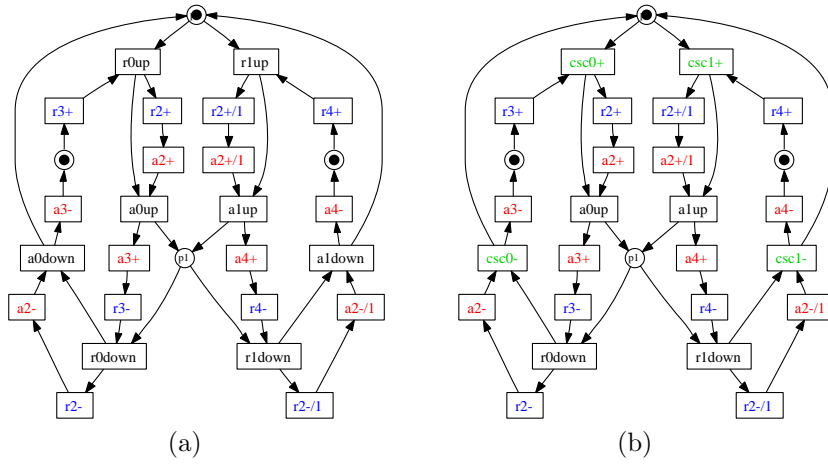 r0up r1up csc0+ csc1+
r3+ r2+ r2+/1 r4+ r3+ r2+ r2+/1 r4+
a2+ a2+/1 a2+ a2+/1
a3- a0up a1up a4- a3- a0up a1up a4-
a0down a3+ p1 a4+ a1down csc0- a3+ p1 a4+ csc1-
a2- r3- r4- a2-/1 a2- r3- r4- a2-/1
r0down r1down r0down r1down
r2- r2-/1 r2- r2-/1
(a) (b)